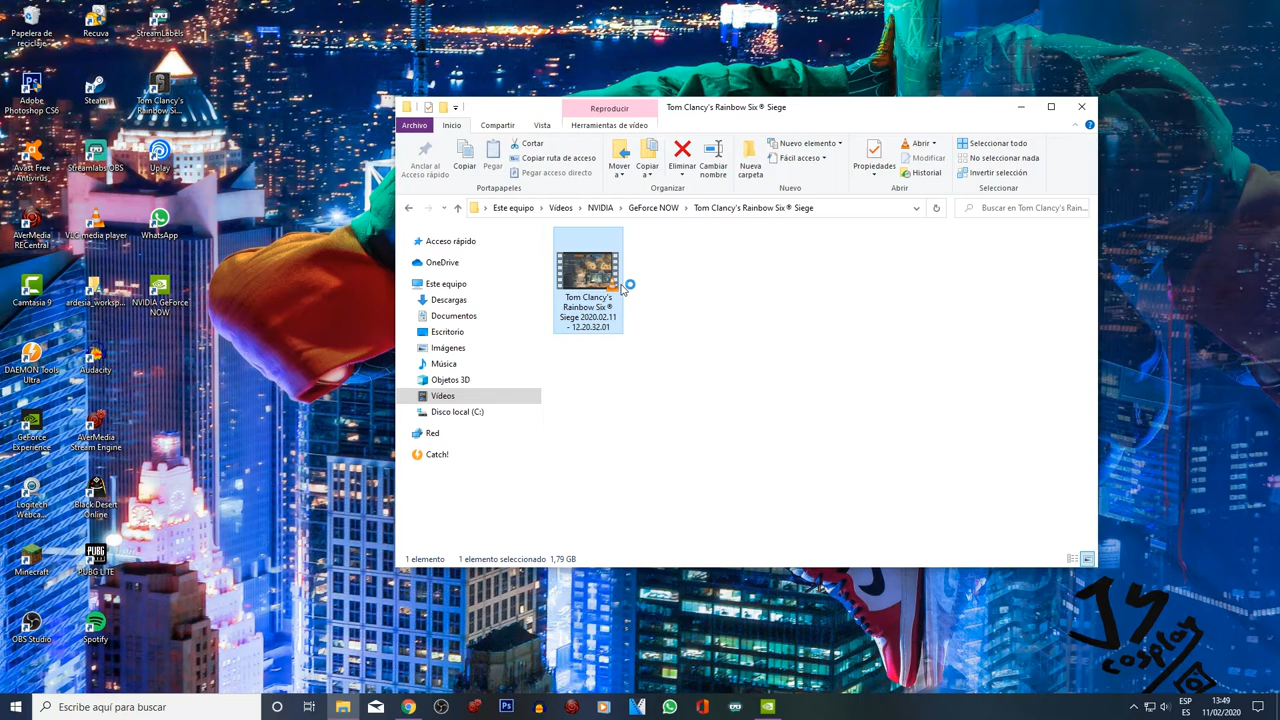 Papelera de
reciclaje
Recuva
StreamLabels
Adobe
Photoshop CS6
Steam
Tom Clancy's
Rainbow Si...
Avast Free
Antivirus
Streamlabs OBS
Uplay
AVerMedia
RECentral
VLC media player
WhatsApp
Camtasia 9
ardesia_worksp...
NVIDIA GeForce
NOW
DAEMON Tools
Ultra
Audacity
GeForce
Experience
AVerMedia
Stream Engine
Logitech
Webca...
Black Desert
Online
Minecraft
PUBG
PUBG LITE
OBS Studio
Spotify
Reproducir
Tom Clancy's Rainbow Six® Siege
Archivo
Inicio
Compartir
Vista
Herramientas de vídeo
Anclar al
Acceso rápido
Copiar
Pegar
Cortar
Copiar ruta de acceso
Pegar acceso directo
Portapapeles
Mover
a
Copiar
a
Eliminar
Cambiar
nombre
Organizar
Nueva
carpeta
Nuevo elemento
Fácil acceso
Nuevo
Propiedades
Abrir
Modificar
Historial
Abrir
Seleccionar todo
No seleccionar nada
Invertir selección
Seleccionar
Este equipo › Vídeos › NVIDIA › GeForce NOW › Tom Clancy's Rainbow Six® Siege
Buscar en Tom Clancy's Rain...
Acceso rápido
OneDrive
Este equipo
Descargas
Documentos
Escritorio
Imágenes
Música
Objetos 3D
Vídeos
Disco local (C:)
Red
Catch!
Tom Clancy's
Rainbow Six®
Siege 2020.02.11
- 12.20.32.01
1 elemento
1 elemento seleccionado 1,79 GB
JY
cosplay
Escribe aquí para buscar
ESP
ES
13:49
11/02/2020